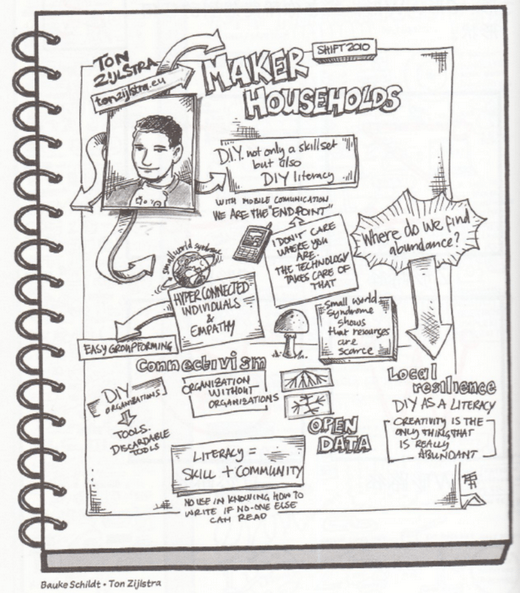 TON
ZIJLSTRA
tonzijlstra.eu
MAKER
HOUSEHOLDS
SHIFT 2010
D.I.Y. not only a skillset
but also
DIY literacy
WITH MOBILE COMUNICATION
WE ARE THE "ENDPOINT"
I DON'T CARE
WHERE YOU
ARE.
THE TECHNOLOGY
TAKES CARE OF
THAT
Where do we find
abundance?
small world syndrome
HYPERCONNECTED
INDIVIDUALS
&
EMPATHY
EASY GROUPFORMING
small world
syndrome
shows
that resources
are
scarce
Connectivism
DIY
ORGANISATIONS
TOOLS.
DISCARDABLE
TOOLS
ORGANISATION
WITHOUT
ORGANISATIONS
OPEN
DATA
Local
resilience
DIY AS A LITERACY
CREATIVITY IS THE
ONLY THING THAT
IS REALLY
ABUNDANT
LITERACY =
SKILL + COMMUNITY
NO USE IN KNOWING HOW TO
WRITE IF NO-ONE ELSE
CAN READ
Bauke Schildt • Ton Zijlstra